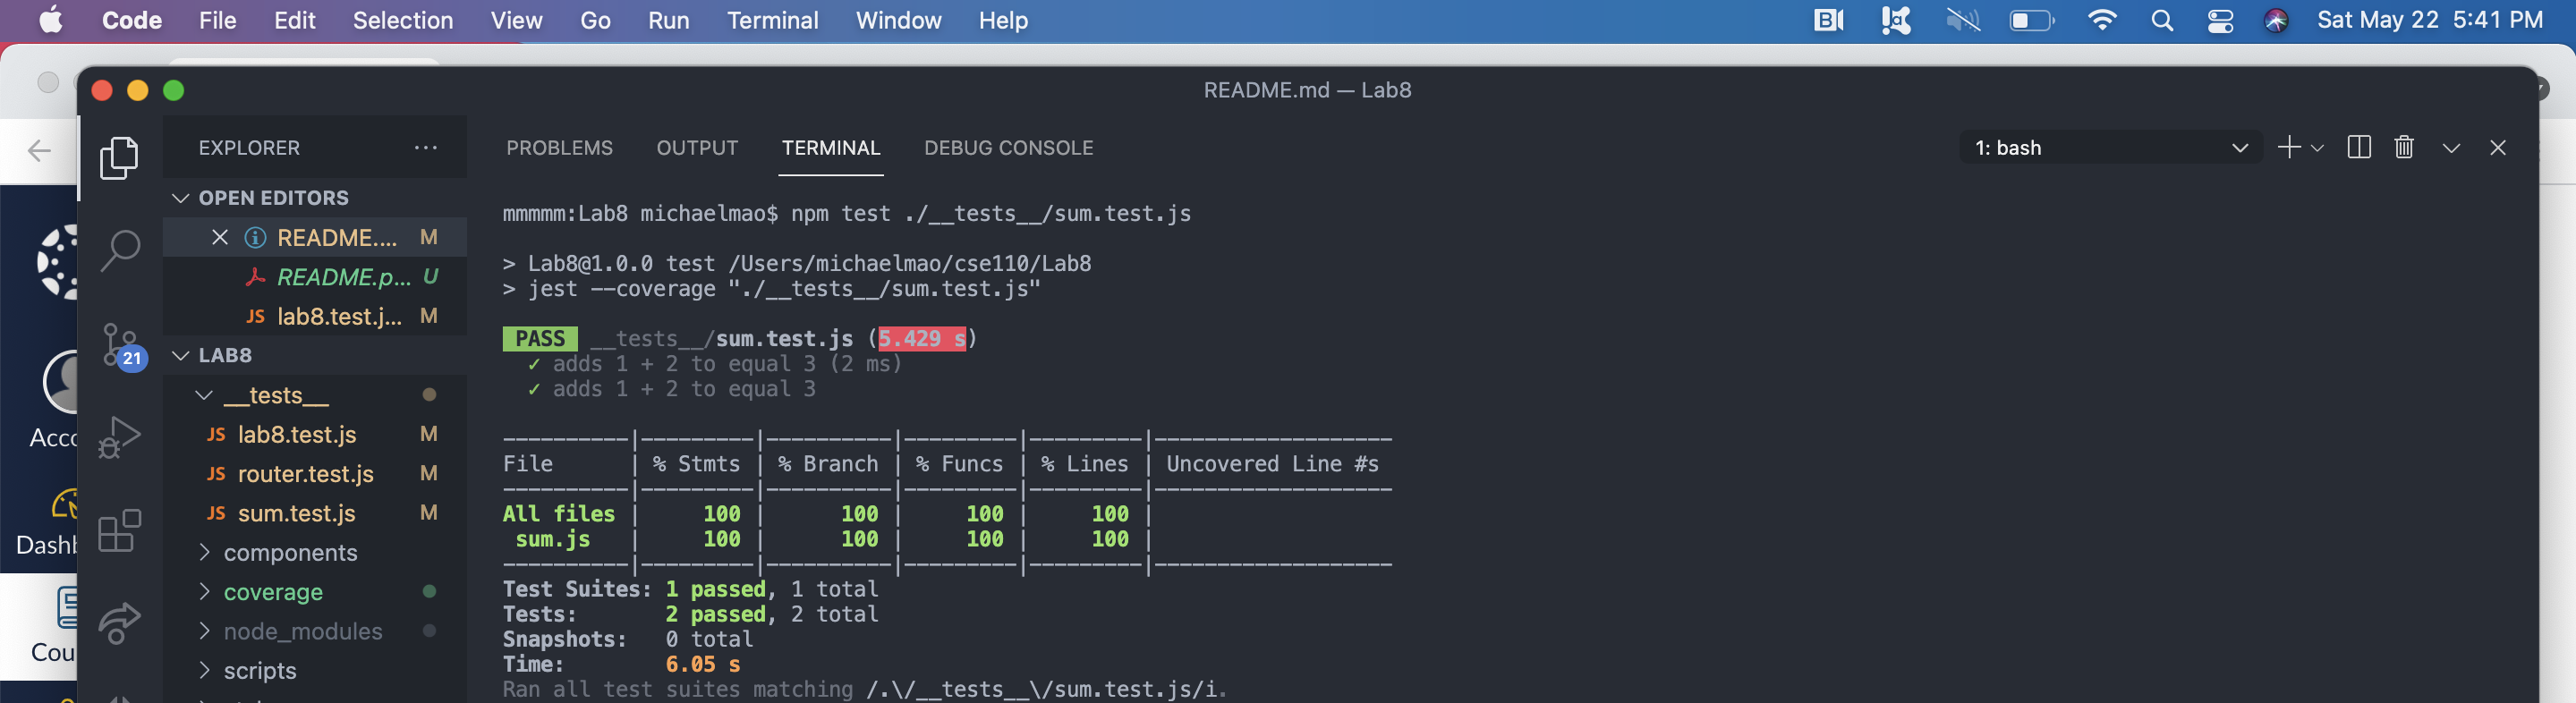 Code File Edit Selection View Go Run Terminal Window Help Sat May 22 5:41 PM
README.md — Lab8
EXPLORER
OPEN EDITORS
README.... M
README.p... U
JS lab8.test.j... M
21
LAB8
__tests__
JS lab8.test.js M
JS router.test.js M
JS sum.test.js M
components
coverage
node_modules
scripts
Acco
Dashb
Cou
PROBLEMS OUTPUT TERMINAL DEBUG CONSOLE 1: bash
mmmmm:Lab8 michaelmao$ npm test ./__tests__/sum.test.js
> Lab8@1.0.0 test /Users/michaelmao/cse110/Lab8
> jest --coverage "./__tests__/sum.test.js"
PASS __tests__/sum.test.js (5.429 s)
✓ adds 1 + 2 to equal 3 (2 ms)
✓ adds 1 + 2 to equal 3
----------|---------|----------|---------|---------|-------------------
File | % Stmts | % Branch | % Funcs | % Lines | Uncovered Line #s
----------|---------|----------|---------|---------|-------------------
All files | 100 | 100 | 100 | 100 |
sum.js | 100 | 100 | 100 | 100 |
----------|---------|----------|---------|---------|-------------------
Test Suites: 1 passed, 1 total
Tests: 2 passed, 2 total
Snapshots: 0 total
Time: 6.05 s
Ran all test suites matching /.\/__tests__\/sum.test.js/i.